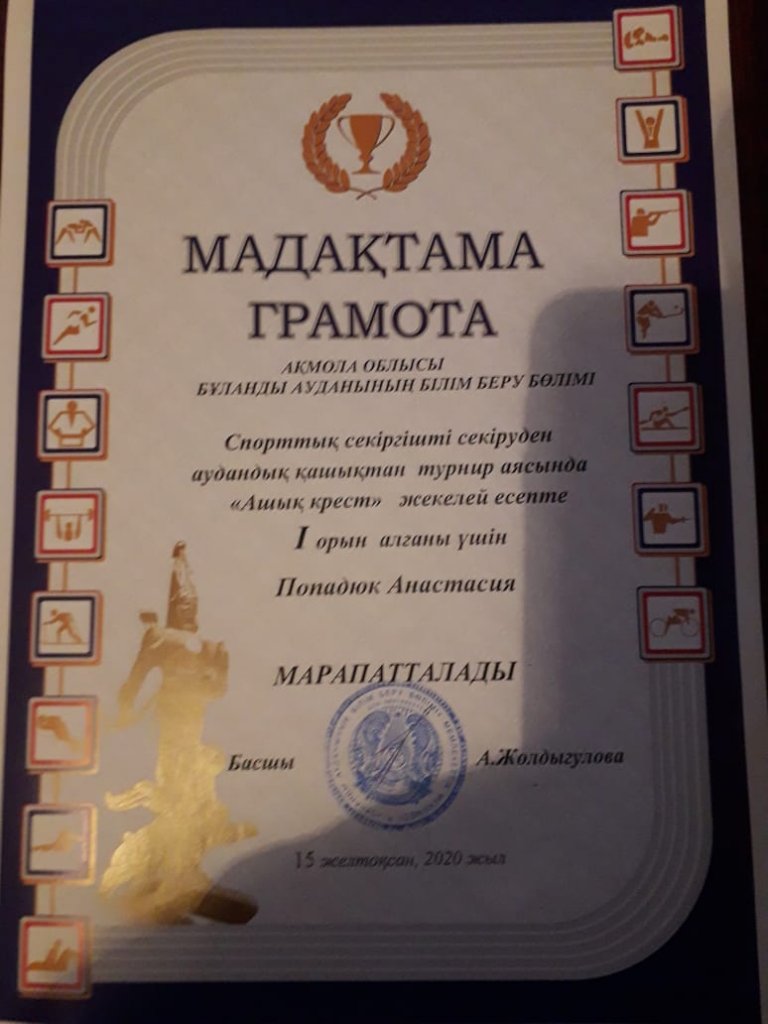 МАДАҚТАМА
ГРАМОТА
АҚМОЛА ОБЛЫСЫ
БҰЛАНДЫ АУДАНЫНЫҢ БІЛІМ БЕРУ БӨЛІМІ
Спорттық секіргішті секіруден
аудандық қашықтан турнир аясында
«Ашық крест» жекелей есепте
I орын алғаны үшін
Попадюк Анастасия
МАРАПАТТАЛАДЫ
Басшы А.Жолдыгулова
15 желтоқсан, 2020 жыл